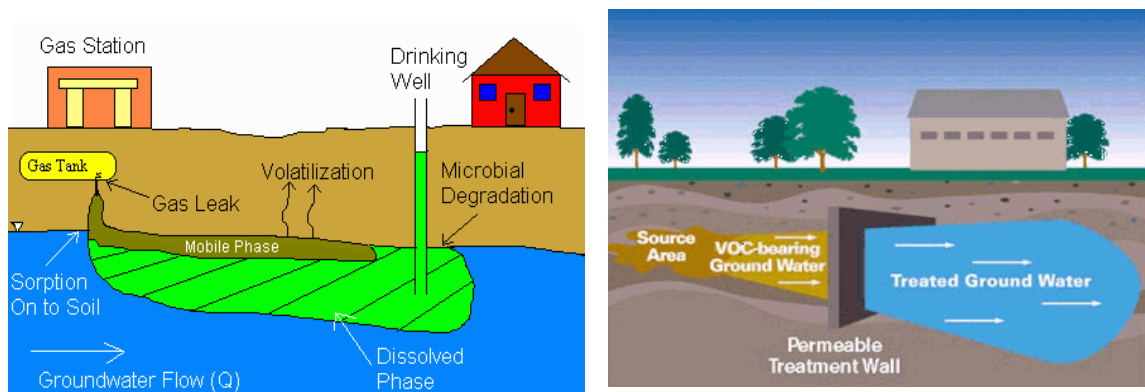 Gas Station
Drinking
Well
Gas Tank
Volatilization
Microbial
Degradation
Gas Leak
Mobile Phase
Sorption
On to Soil
Dissolved
Phase
Groundwater Flow (Q)
Source
Area
VOC-bearing
Ground Water
Treated Ground Water
Permeable
Treatment Wall